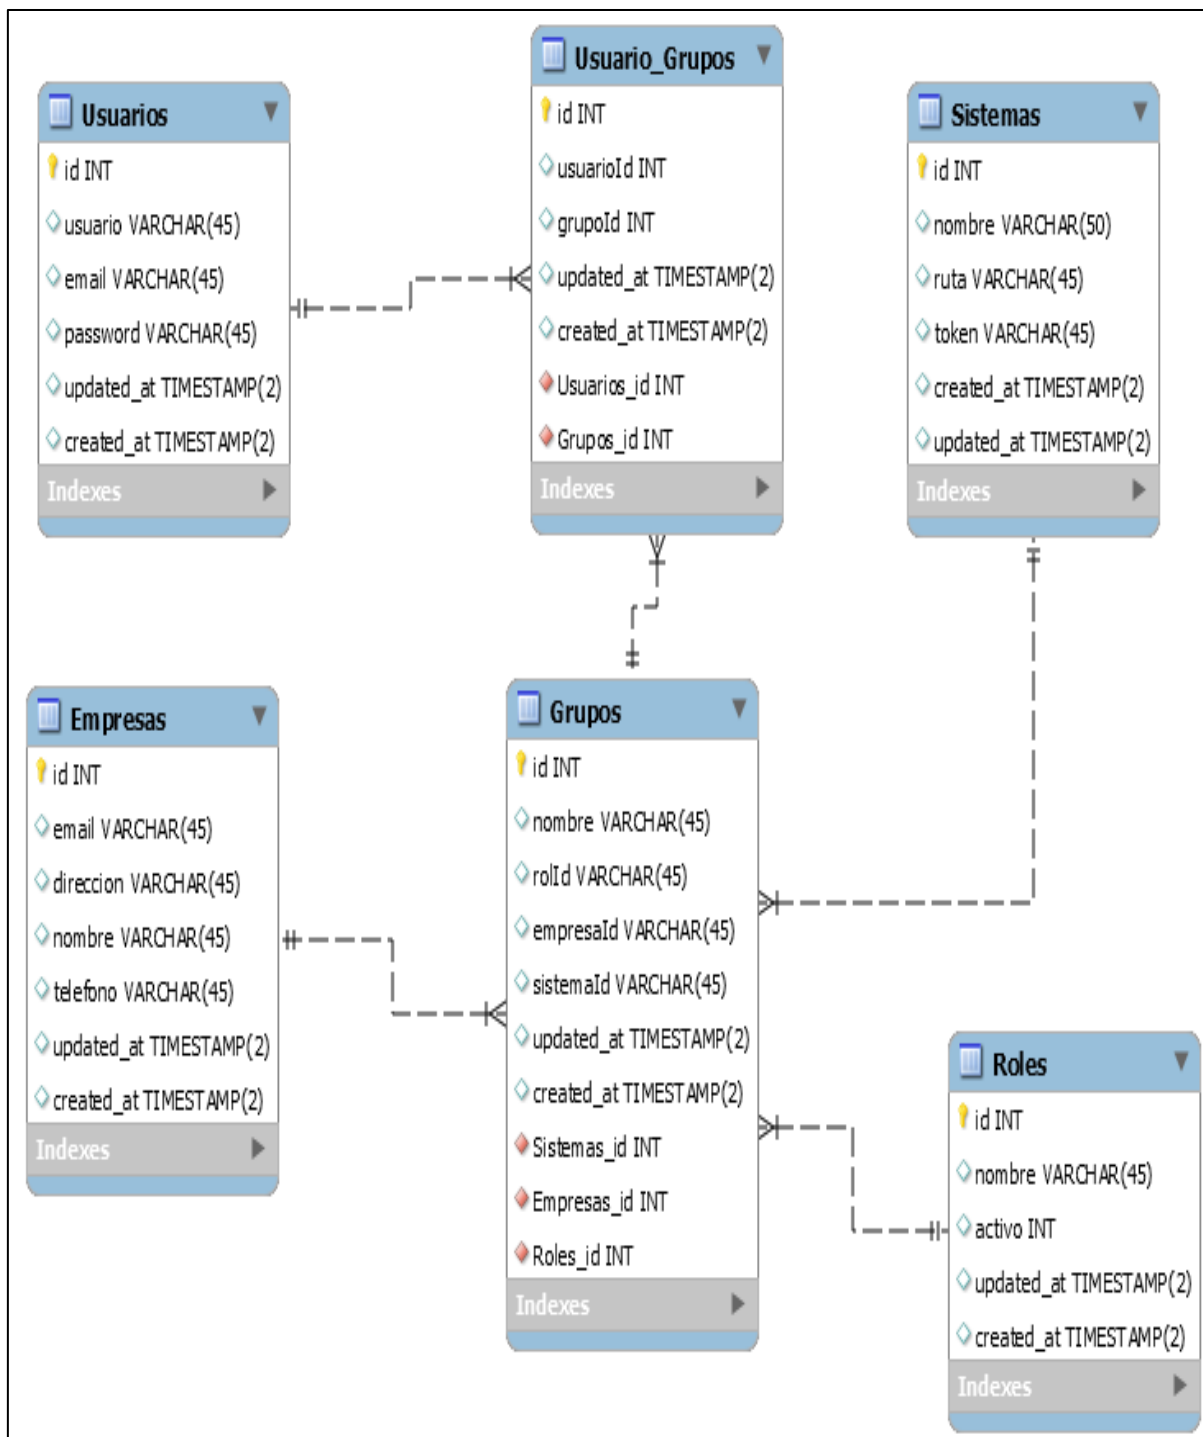 Usuarios
id INT
usuario VARCHAR(45)
email VARCHAR(45)
password VARCHAR(45)
updated_at TIMESTAMP(2)
created_at TIMESTAMP(2)
Indexes
Usuario_Grupos
id INT
usuarioId INT
grupoId INT
updated_at TIMESTAMP(2)
created_at TIMESTAMP(2)
Usuarios_id INT
Grupos_id INT
Indexes
Sistemas
id INT
nombre VARCHAR(50)
ruta VARCHAR(45)
token VARCHAR(45)
created_at TIMESTAMP(2)
updated_at TIMESTAMP(2)
Indexes
Empresas
id INT
email VARCHAR(45)
direccion VARCHAR(45)
nombre VARCHAR(45)
telefono VARCHAR(45)
updated_at TIMESTAMP(2)
created_at TIMESTAMP(2)
Indexes
Grupos
id INT
nombre VARCHAR(45)
rolId VARCHAR(45)
empresaId VARCHAR(45)
sistemaId VARCHAR(45)
updated_at TIMESTAMP(2)
created_at TIMESTAMP(2)
Sistemas_id INT
Empresas_id INT
Roles_id INT
Indexes
Roles
id INT
nombre VARCHAR(45)
activo INT
updated_at TIMESTAMP(2)
created_at TIMESTAMP(2)
Indexes